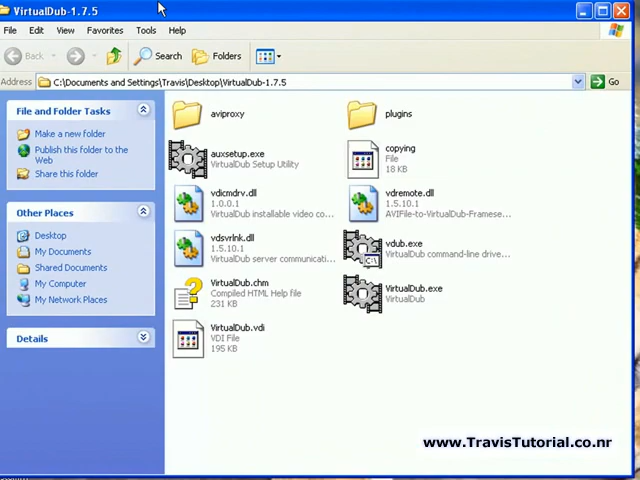 VirtualDub-1.7.5
File Edit View Favorites Tools Help
Back Search Folders
Address C:\Documents and Settings\Travis\Desktop\VirtualDub-1.7.5 Go
File and Folder Tasks
Make a new folder
Publish this folder to the
Web
Share this folder
Other Places
Desktop
My Documents
Shared Documents
My Computer
My Network Places
Details
aviproxy
plugins
auxsetup.exe
VirtualDub Setup Utility
copying
File
18 KB
vdicmdrv.dll
1.0.0.1
VirtualDub installable video co...
vdremote.dll
1.5.10.1
AVIFile-to-VirtualDub-Framese...
vdsvrlnk.dll
1.5.10.1
VirtualDub server communicati...
vdub.exe
VirtualDub command-line drive...
C:\
VirtualDub.chm
Compiled HTML Help file
231 KB
VirtualDub.exe
VirtualDub
VirtualDub.vdi
VDI File
195 KB
www.TravisTutorial.co.nr